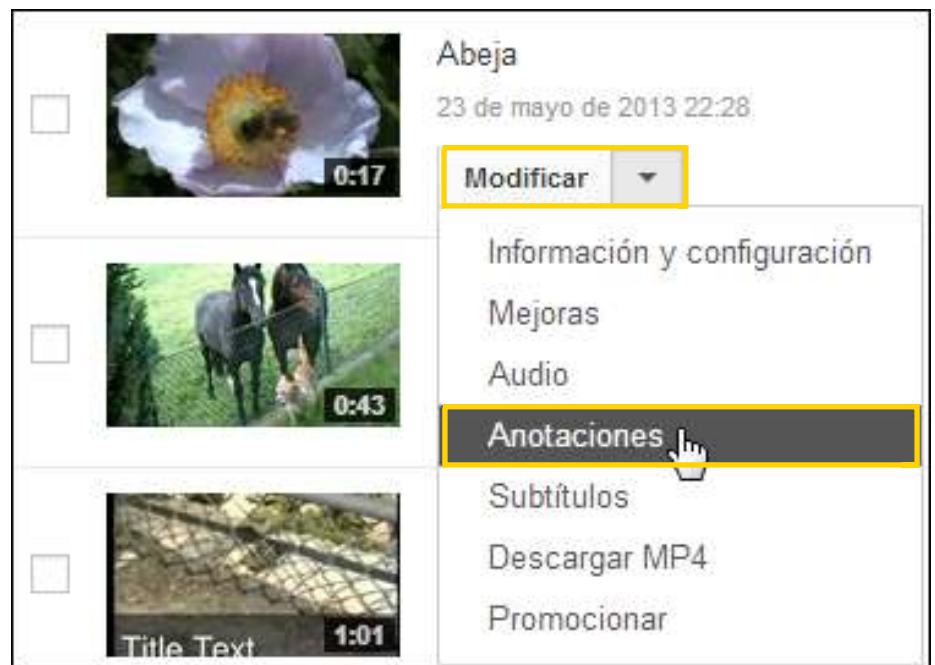 Abeja
23 de mayo de 2013 22:28
0:17
Modificar
Información y configuración
Mejoras
Audio
0:43
Anotaciones
Subtítulos
Descargar MP4
Promocionar
Title Text
1:01